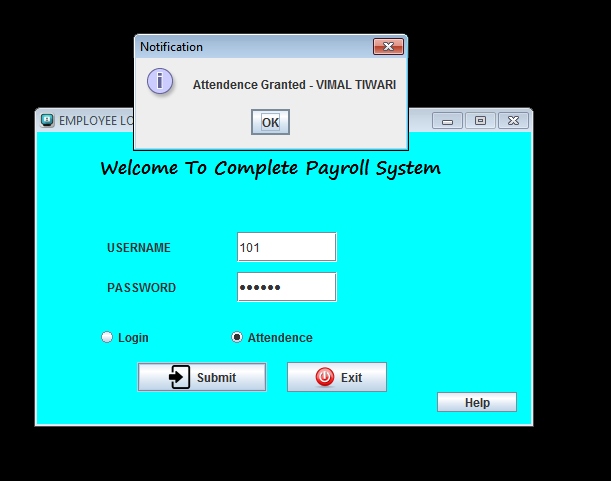 Notification
Attendence Granted - VIMAL TIWARI
OK
EMPLOYEE LO
Welcome To Complete Payroll System
USERNAME 101
PASSWORD ••••••
Login Attendence
Submit Exit
Help